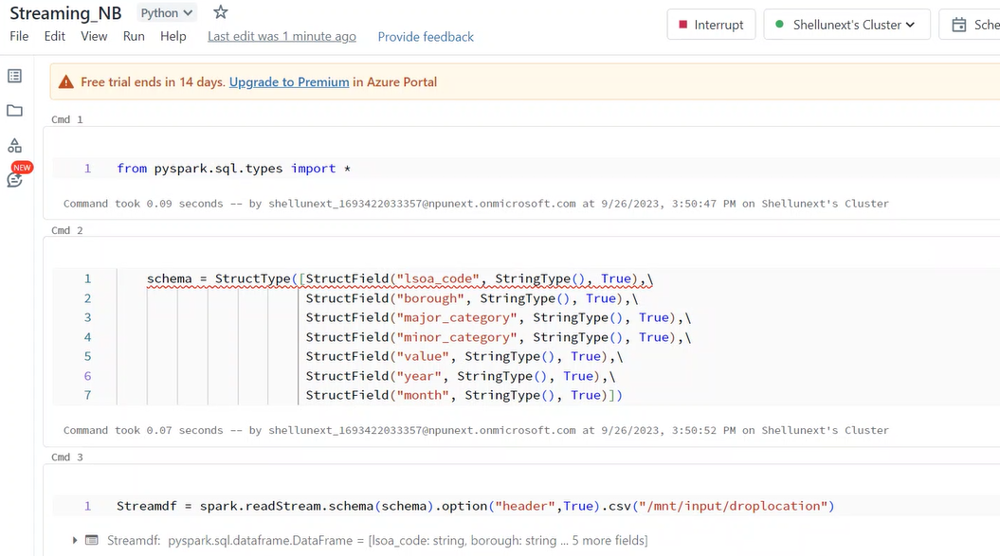 Streaming_NB Python
File Edit View Run Help Last edit was 1 minute ago Provide feedback
Interrupt Shellunext's Cluster Sche
Free trial ends in 14 days. Upgrade to Premium in Azure Portal
NEW
Cmd 1
1 from pyspark.sql.types import *
Command took 0.09 seconds -- by shellunext_1693422033357@npunext.onmicrosoft.com at 9/26/2023, 3:50:47 PM on Shellunext's Cluster
Cmd 2
1 schema = StructType([StructField("lsoa_code", StringType(), True),\
2 StructField("borough", StringType(), True),\
3 StructField("major_category", StringType(), True),\
4 StructField("minor_category", StringType(), True),\
5 StructField("value", StringType(), True),\
6 StructField("year", StringType(), True),\
7 StructField("month", StringType(), True)])
Command took 0.07 seconds -- by shellunext_1693422033357@npunext.onmicrosoft.com at 9/26/2023, 3:50:52 PM on Shellunext's Cluster
Cmd 3
1 Streamdf = spark.readStream.schema(schema).option("header",True).csv("/mnt/input/droplocation")
Streamdf: pyspark.sql.dataframe.DataFrame = [lsoa_code: string, borough: string ... 5 more fields]